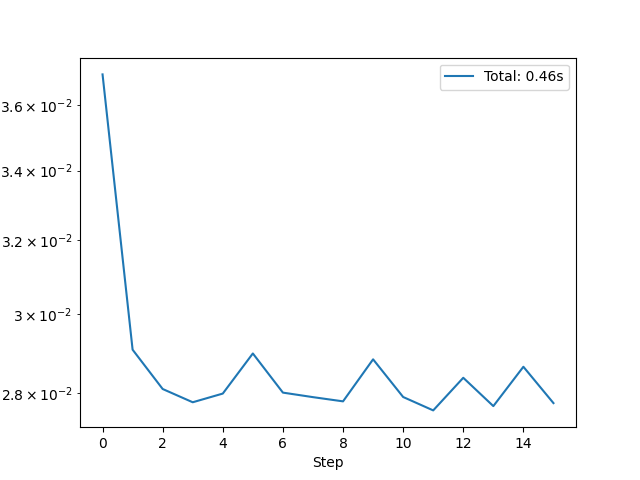 Total: 0.46s
3.6 × 10⁻²
3.4 × 10⁻²
3.2 × 10⁻²
3 × 10⁻²
2.8 × 10⁻²
0 2 4 6 8 10 12 14
Step